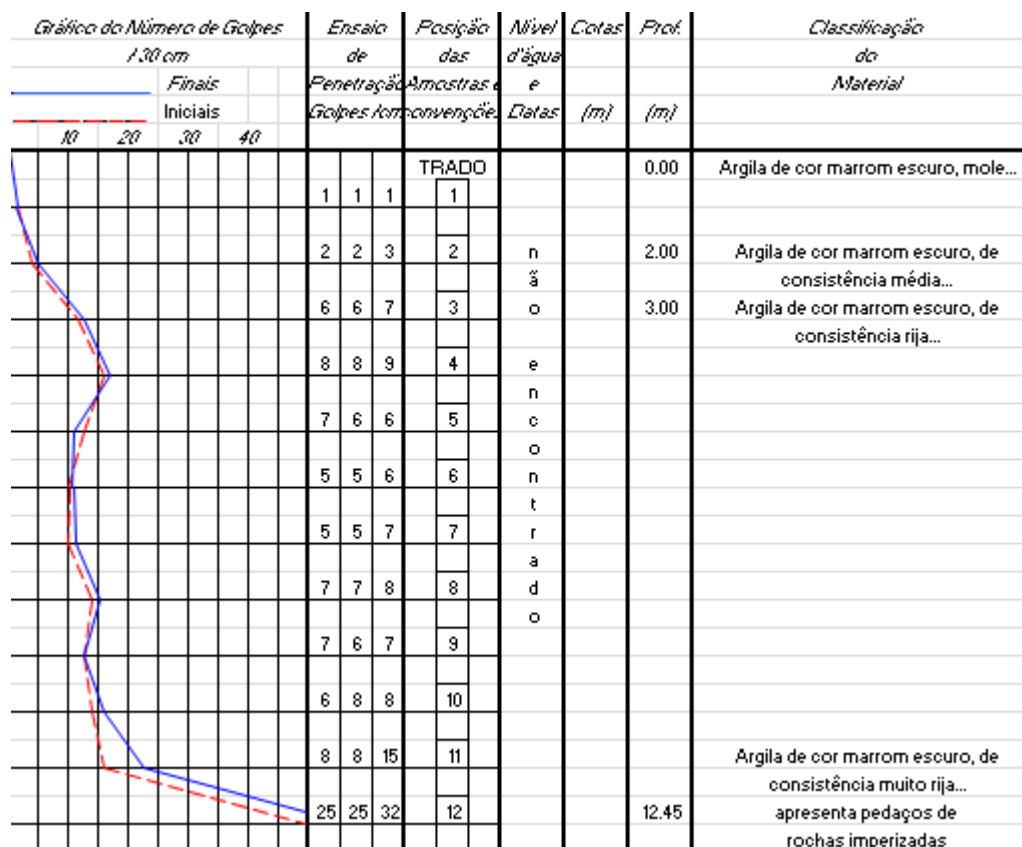 Gráfico do Número de Golpes Ensaio Posição Nível Cotas Prof. Classificação
/ 30 cm de das d'água do
Finais Penetração Amostras e e Material
Iniciais Golpes convenções Datas (m) (m)
10 20 30 40
TRADO 0.00 Argila de cor marrom escuro, mole...
1 1 1 1
2 2 3 2 n 2.00 Argila de cor marrom escuro, de
ã consistência média...
6 6 7 3 o 3.00 Argila de cor marrom escuro, de
consistência rija...
8 8 9 4 e
n
7 6 6 5 c
o
5 5 6 6 n
t
5 5 7 7 r
a
7 7 8 8 d
o
7 6 7 9
6 8 8 10
8 8 15 11 Argila de cor marrom escuro, de
consistência muito rija...
25 25 32 12 12.45 apresenta pedaços de
rochas imperizadas